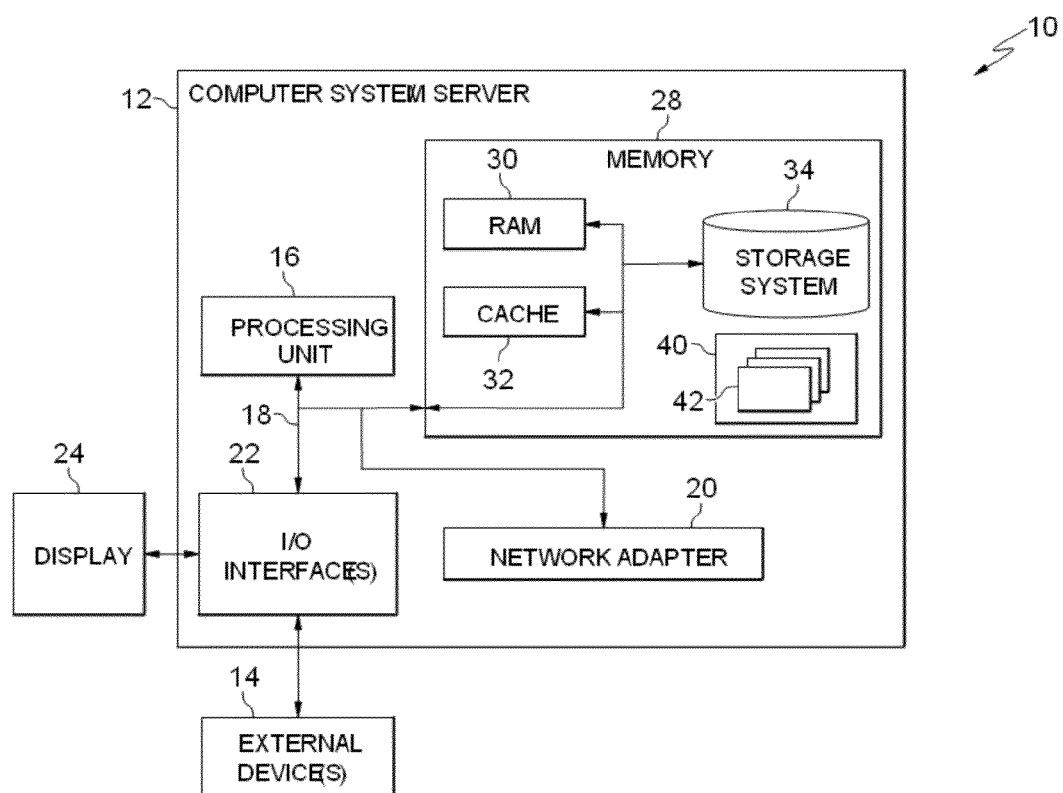 10
12
COMPUTER SYSTEM SERVER
28
MEMORY
30
RAM
34
STORAGE
SYSTEM
16
PROCESSING
UNIT
CACHE
32
40
42
18
24
22
20
DISPLAY
I/O
INTERFACE(S)
NETWORK ADAPTER
14
EXTERNAL
DEVICE(S)